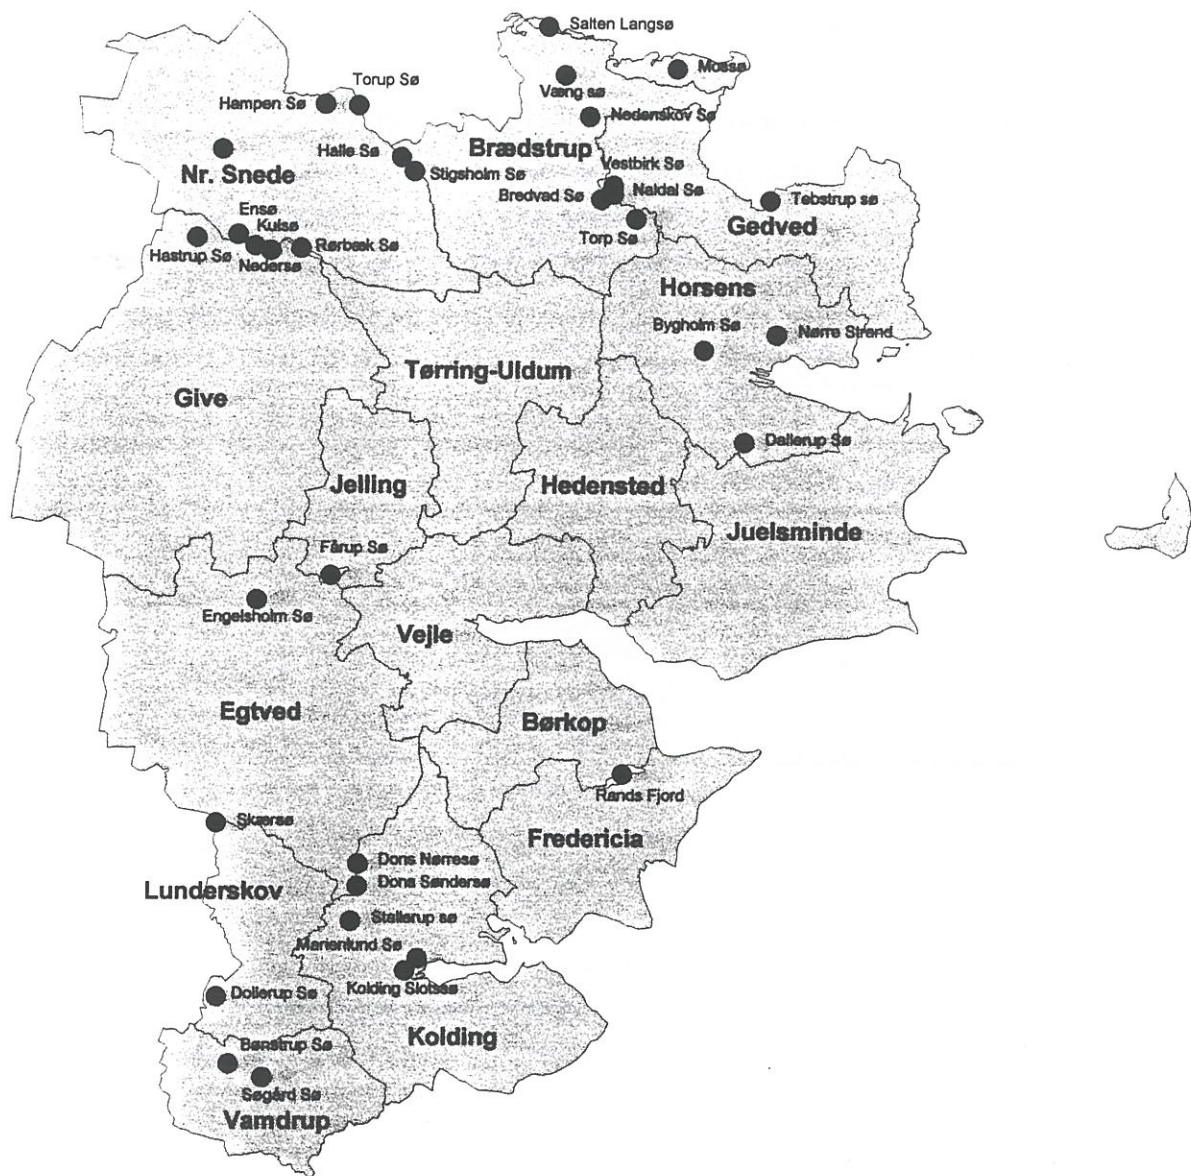 Salten Langsø
Mossø
Torup Sø
Væng sø
Hampen Sø
Nedenskov Sø
Brædstrup
Halle Sø
Vestbirk Sø
Stigsholm Sø
Nr. Snede
Naldal Sø
Bredvad Sø
Tebstrup sø
Ensø
Torp Sø
Gedved
Kulsø
Rørbæk Sø
Hastrup Sø
Nedersø
Horsens
Bygholm Sø
Nørre Strand
Tørring-Uldum
Give
Dallerup Sø
Jelling
Hedensted
Juelsminde
Fårup Sø
Engelsholm Sø
Vejle
Egtved
Børkop
Rands Fjord
Skærsø
Fredericia
Dons Nørresø
Dons Søndersø
Lunderskov
Stallerup sø
Marienlund Sø
Kolding Slotssø
Dollerup Sø
Kolding
Bønstrup Sø
Søgård Sø
Vamdrup